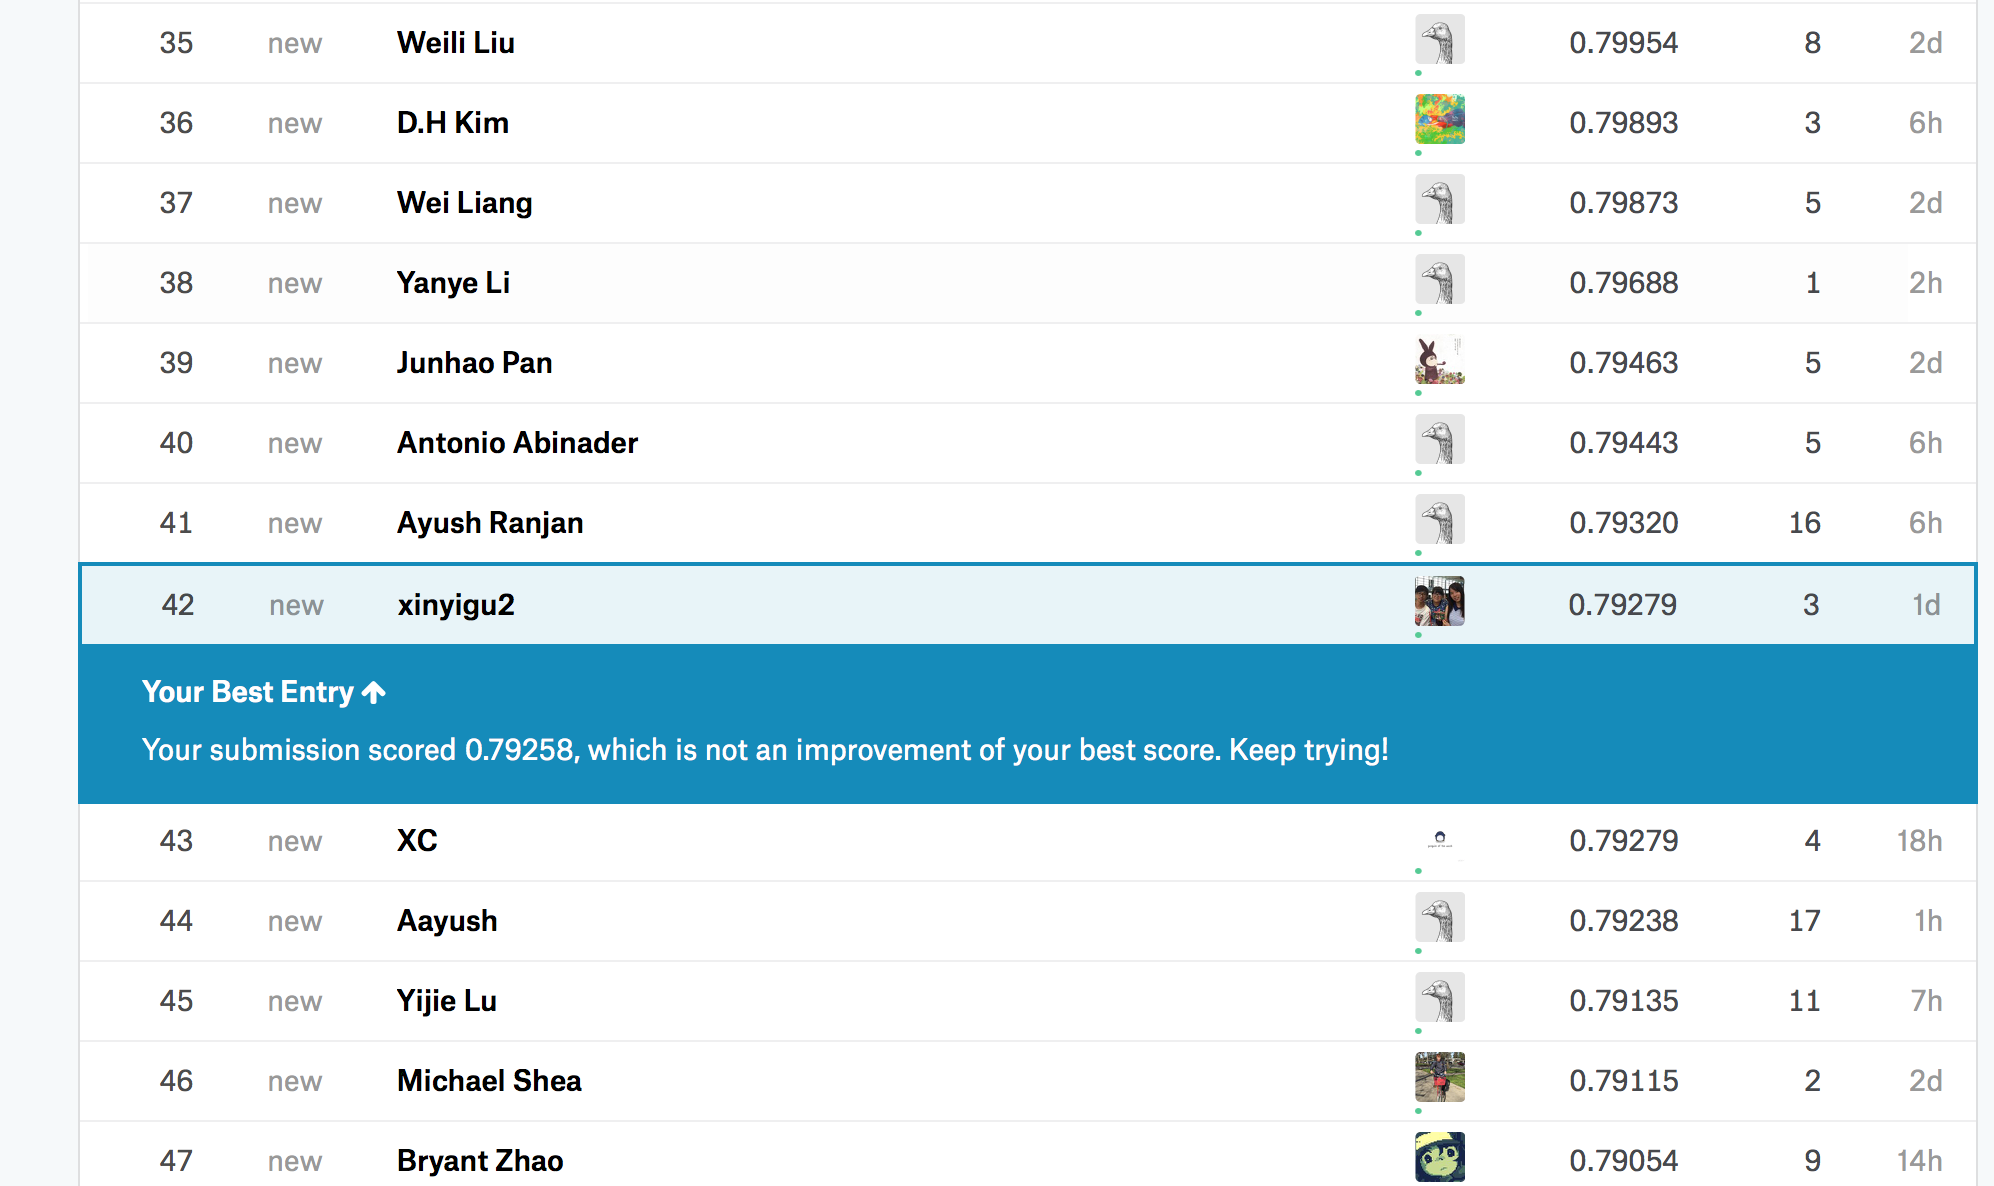 35 new Weili Liu 0.79954 8 2d
36 new D.H Kim 0.79893 3 6h
37 new Wei Liang 0.79873 5 2d
38 new Yanye Li 0.79688 1 2h
39 new Junhao Pan 0.79463 5 2d
40 new Antonio Abinader 0.79443 5 6h
41 new Ayush Ranjan 0.79320 16 6h
42 new xinyigu2 0.79279 3 1d
Your Best Entry
Your submission scored 0.79258, which is not an improvement of your best score. Keep trying!
43 new XC 0.79279 4 18h
44 new Aayush 0.79238 17 1h
45 new Yijie Lu 0.79135 11 7h
46 new Michael Shea 0.79115 2 2d
47 new Bryant Zhao 0.79054 9 14h